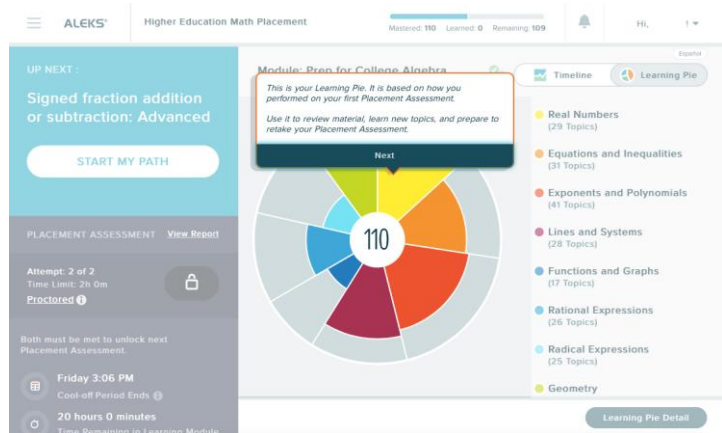 ALEKS®
Higher Education
Math Placement
Mastered: 110 Learned: 0 Remaining: 109
Hi,
Español
UP NEXT :
Signed fraction addition
or subtraction: Advanced
START MY PATH
PLACEMENT ASSESSMENT View Report
Attempt: 2 of 2
Time Limit: 2h 0m
Proctored
Both must be met to unlock next
Placement Assessment.
Friday 3:06 PM
Cool-off Period Ends
20 hours 0 minutes
Time Remaining in Learning Module
Module: Prep for College Algebra
Timeline
Learning Pie
This is your Learning Pie. It is based on how you
performed on your first Placement Assessment.
Use it to review material, learn new topics, and prepare to
retake your Placement Assessment.
Next
110
Real Numbers
(29 Topics)
Equations and Inequalities
(31 Topics)
Exponents and Polynomials
(41 Topics)
Lines and Systems
(28 Topics)
Functions and Graphs
(17 Topics)
Rational Expressions
(26 Topics)
Radical Expressions
(25 Topics)
Geometry
Learning Pie Detail